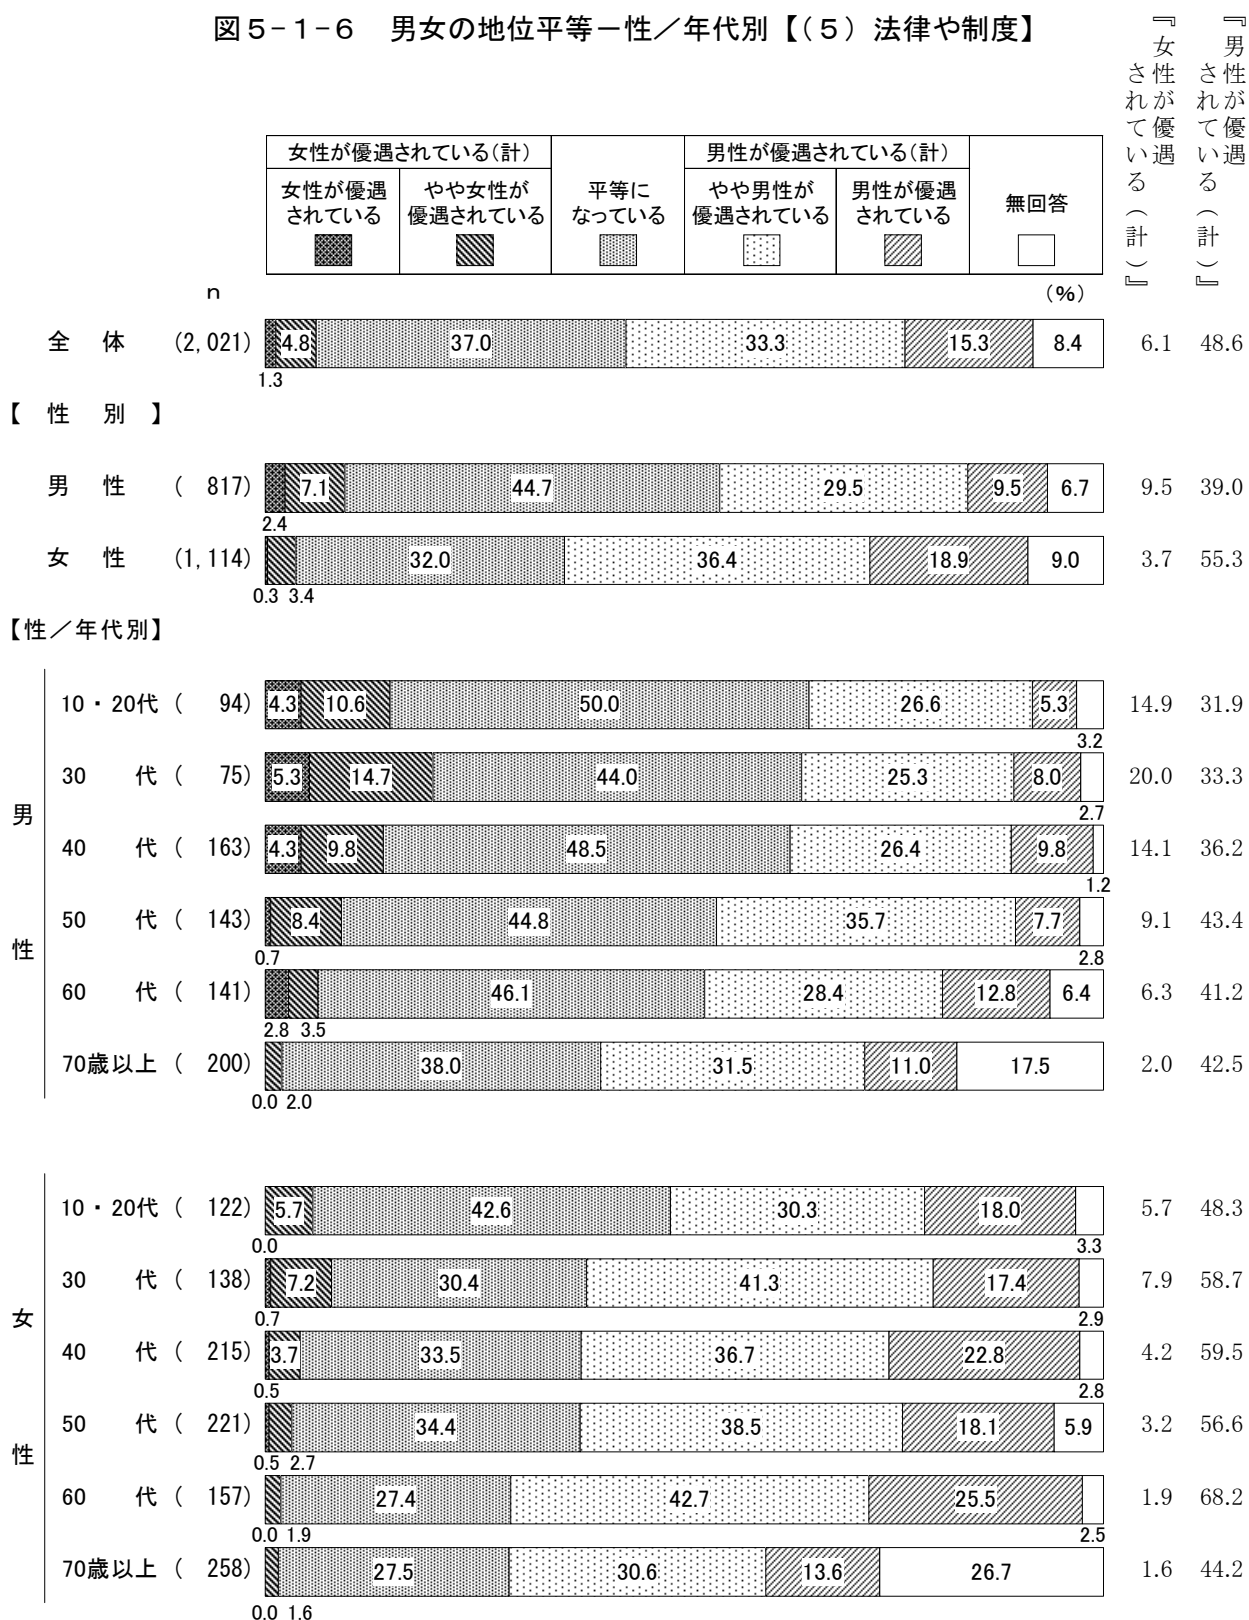 図5-1-6　男女の地位平等－性／年代別【（5）法律や制度】
『女性が優遇されている（計）』
『男性が優遇されている（計）』
女性が優遇されている（計）
男性が優遇されている（計）
女性が優遇されている
やや女性が優遇されている
平等になっている
やや男性が優遇されている
男性が優遇されている
無回答
n （%）
全 体 (2,021) 4.8 37.0 33.3 15.3 8.4 6.1 48.6
1.3
【 性 別 】
男 性 ( 817) 7.1 44.7 29.5 9.5 6.7 9.5 39.0
2.4
女 性 (1,114) 32.0 36.4 18.9 9.0 3.7 55.3
0.3 3.4
【性／年代別】
男性
10・20代 ( 94) 4.3 10.6 50.0 26.6 5.3 14.9 31.9
3.2
30 代 ( 75) 5.3 14.7 44.0 25.3 8.0 20.0 33.3
2.7
40 代 ( 163) 4.3 9.8 48.5 26.4 9.8 14.1 36.2
1.2
50 代 ( 143) 8.4 44.8 35.7 7.7 9.1 43.4
0.7 2.8
60 代 ( 141) 46.1 28.4 12.8 6.4 6.3 41.2
2.8 3.5
70歳以上 ( 200) 38.0 31.5 11.0 17.5 2.0 42.5
0.0 2.0
女性
10・20代 ( 122) 5.7 42.6 30.3 18.0 5.7 48.3
0.0 3.3
30 代 ( 138) 7.2 30.4 41.3 17.4 7.9 58.7
0.7 2.9
40 代 ( 215) 3.7 33.5 36.7 22.8 4.2 59.5
0.5 2.8
50 代 ( 221) 34.4 38.5 18.1 5.9 3.2 56.6
0.5 2.7
60 代 ( 157) 27.4 42.7 25.5 1.9 68.2
0.0 1.9 2.5
70歳以上 ( 258) 27.5 30.6 13.6 26.7 1.6 44.2
0.0 1.6